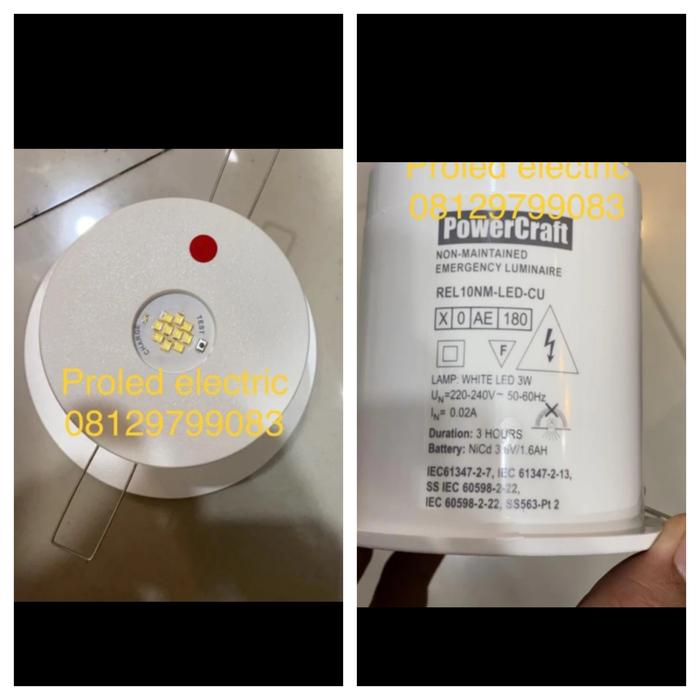 CHARGE
TEST
Proled electric
08129799083
Proled electric
08129799083
PowerCraft
NON-MAINTAINED
EMERGENCY LUMINAIRE
REL10NM-LED-CU
X 0 AE 180
F
LAMP: WHITE LED 3W
UN=220-240V~ 50-60Hz
IN= 0.02A
Duration: 3 HOURS
Battery: NiCd 3.6V/1.6AH
IEC61347-2-7, IEC 61347-2-13,
SS IEC 60598-2-22,
IEC 60598-2-22, SS563-Pt 2